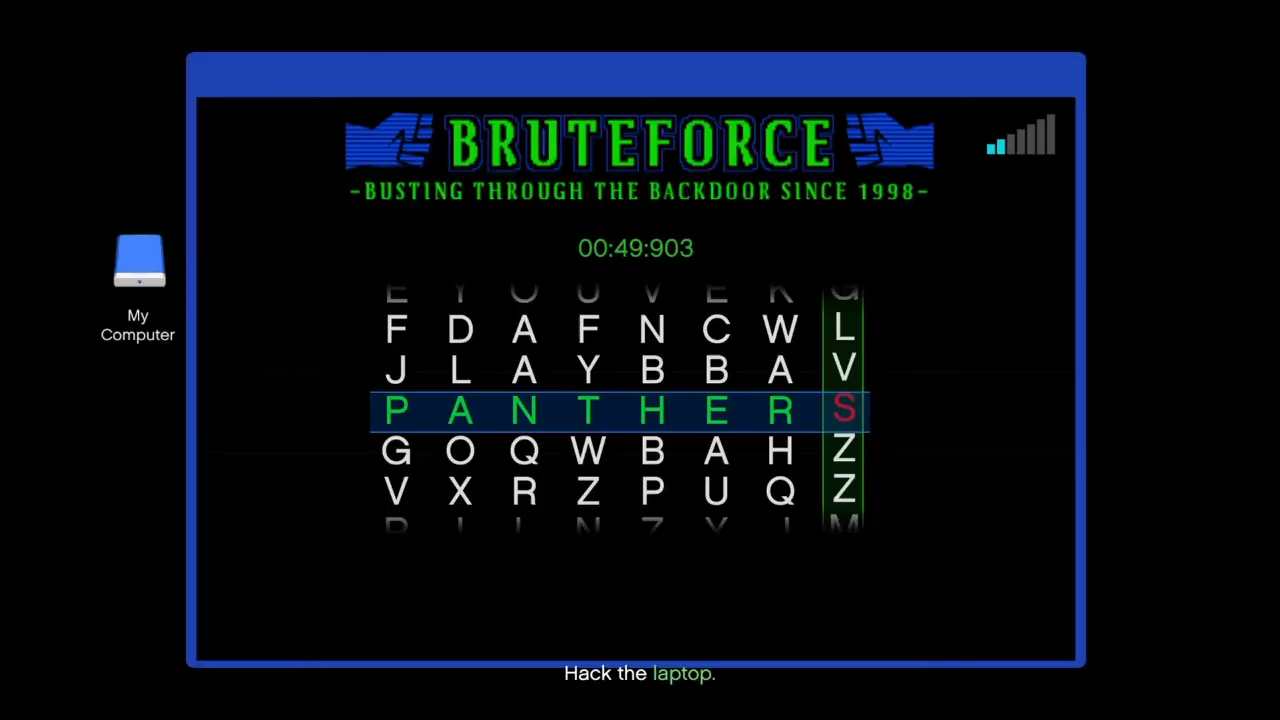 BRUTEFORCE
-BUSTING THROUGH THE BACKDOOR SINCE 1998-
00:49:903
E Y O U V E K G
F D A F N C W L
J L A Y B B A V
P A N T H E R S
G O Q W B A H Z
V X R Z P U Q Z
My
Computer
Hack the laptop.